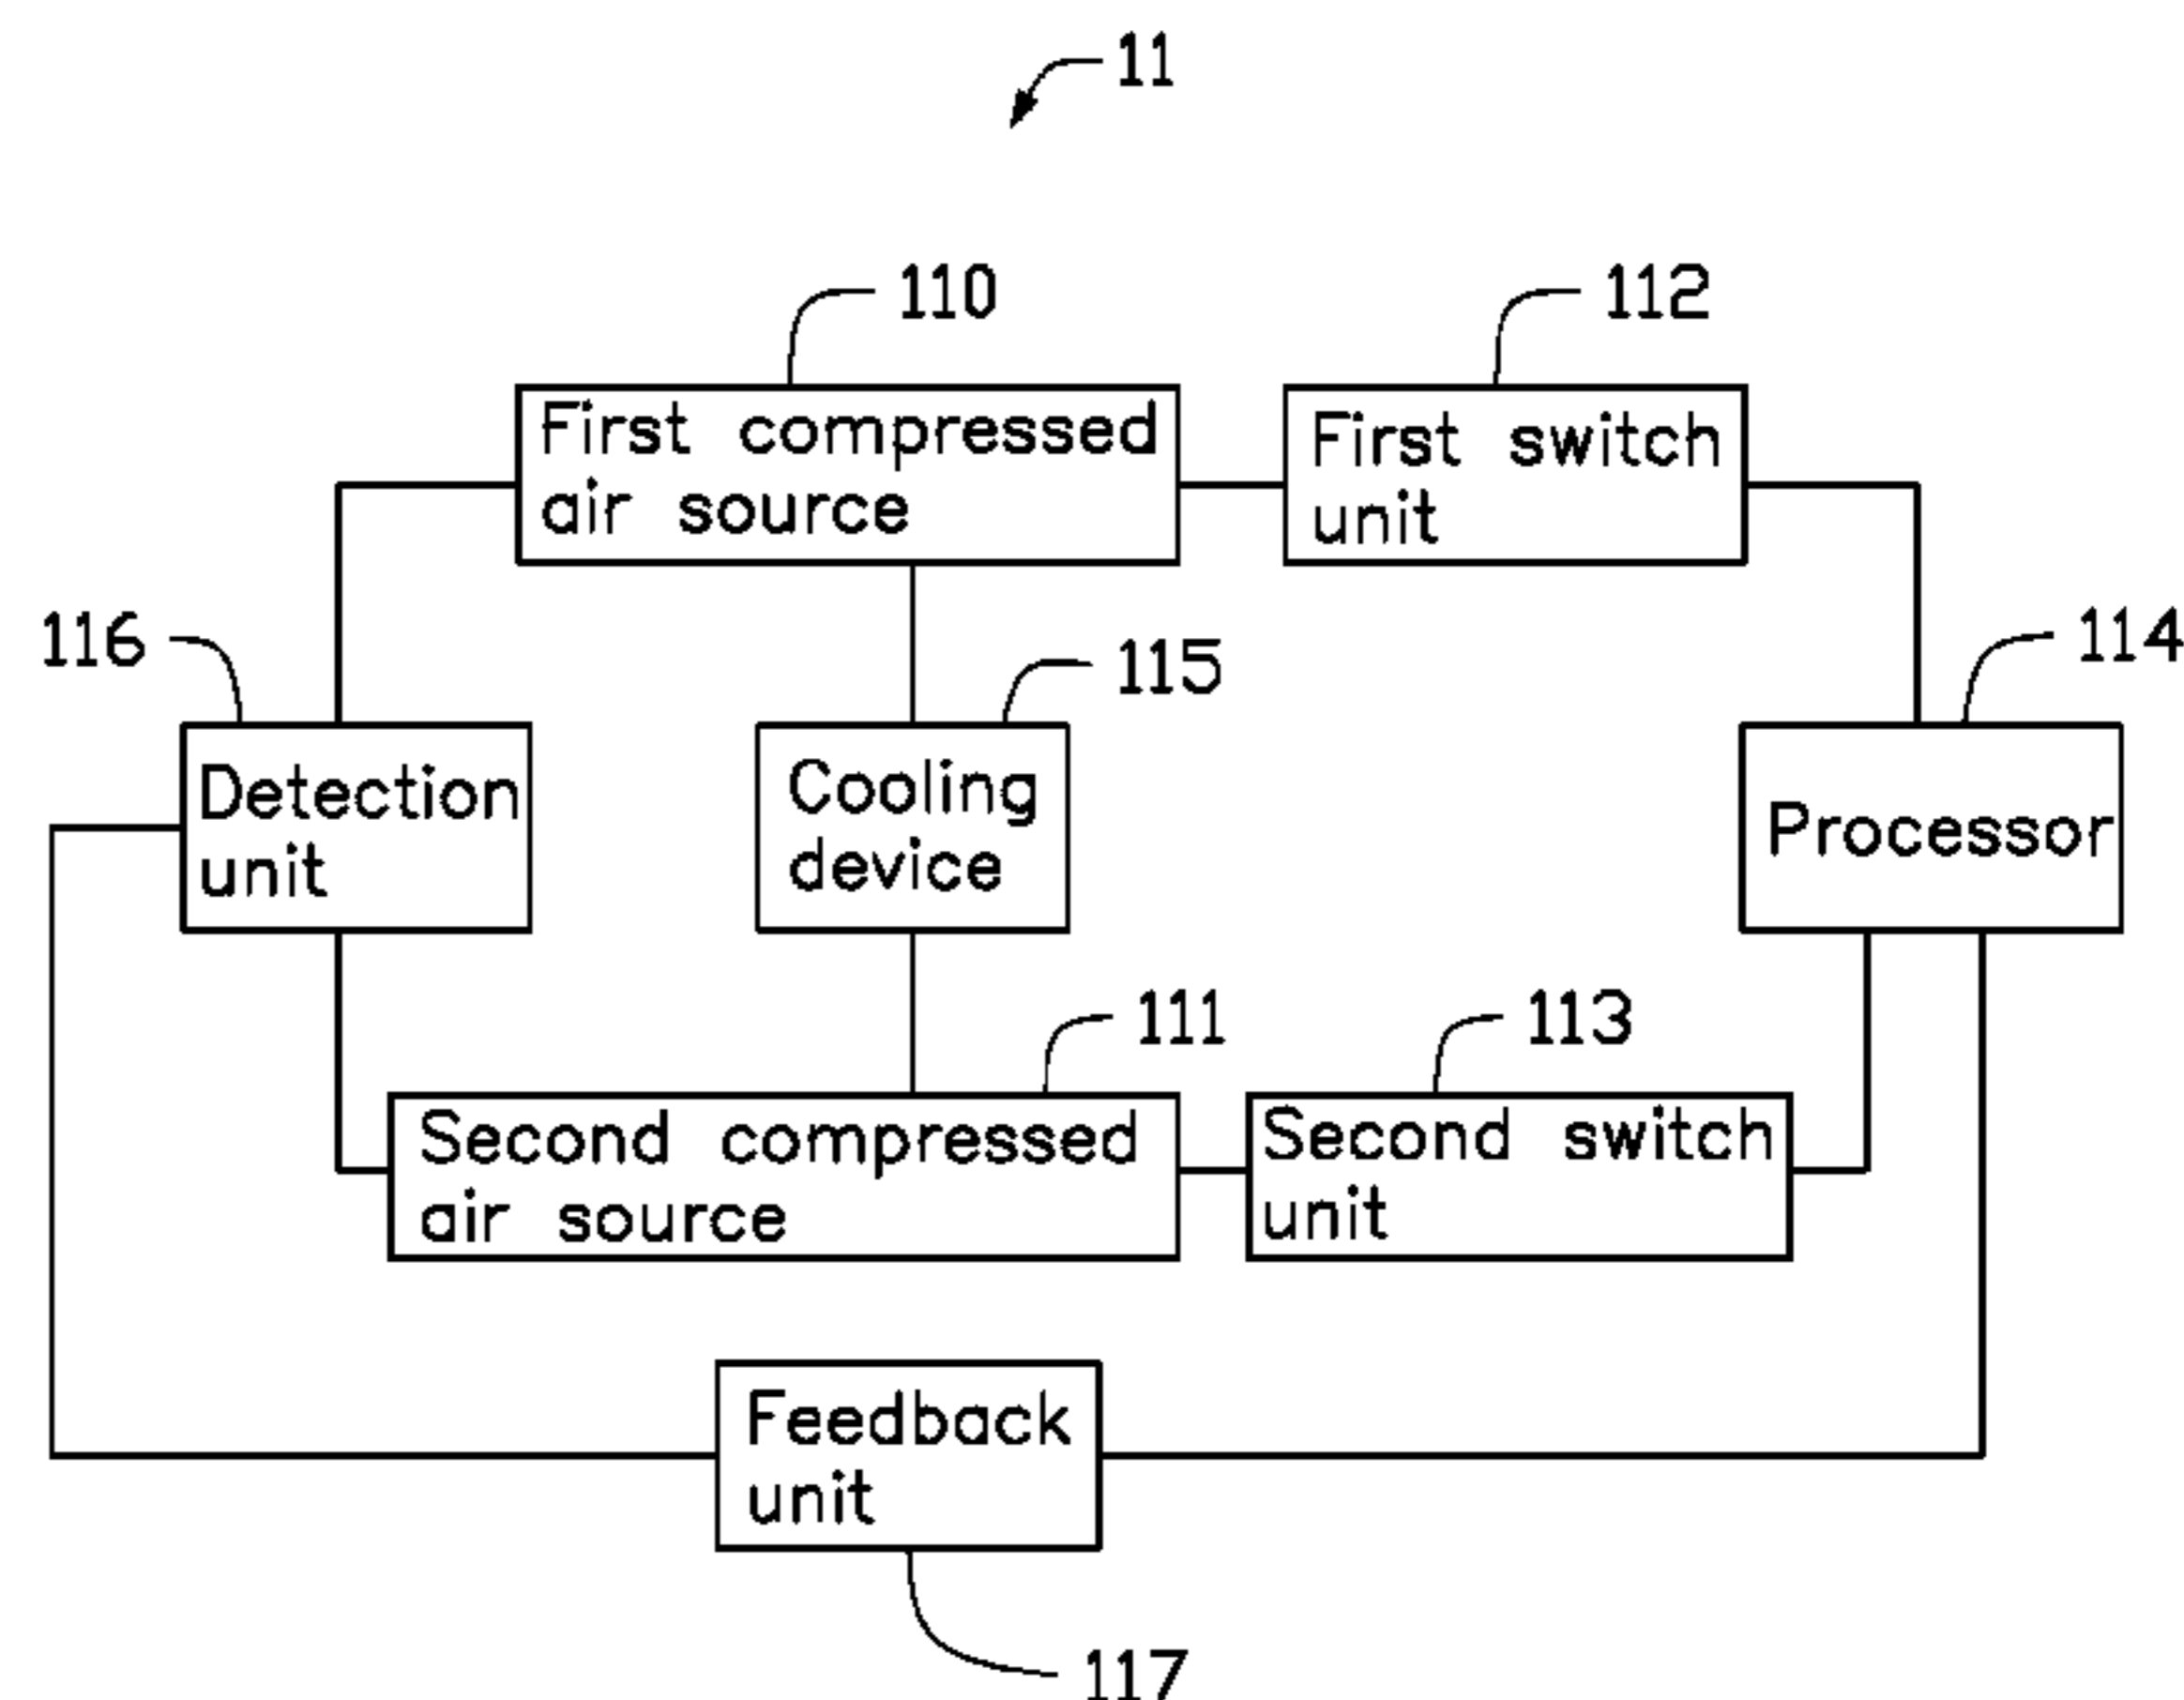 11
110
112
First compressed
air source
First switch
unit
116
115
114
Detection
unit
Cooling
device
Processor
111
113
Second compressed
air source
Second switch
unit
Feedback
unit
117